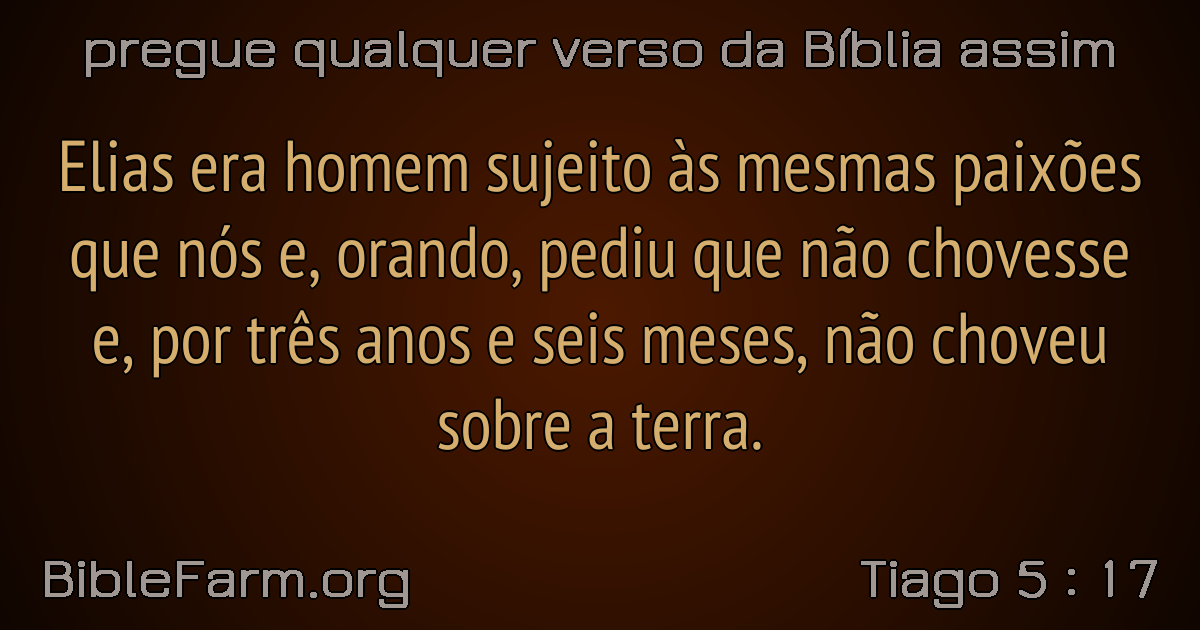 pregue qualquer verso da Bíblia assim
Elias era homem sujeito às mesmas paixões
que nós e, orando, pediu que não chovesse
e, por três anos e seis meses, não choveu
sobre a terra.
BibleFarm.org
Tiago 5 : 17